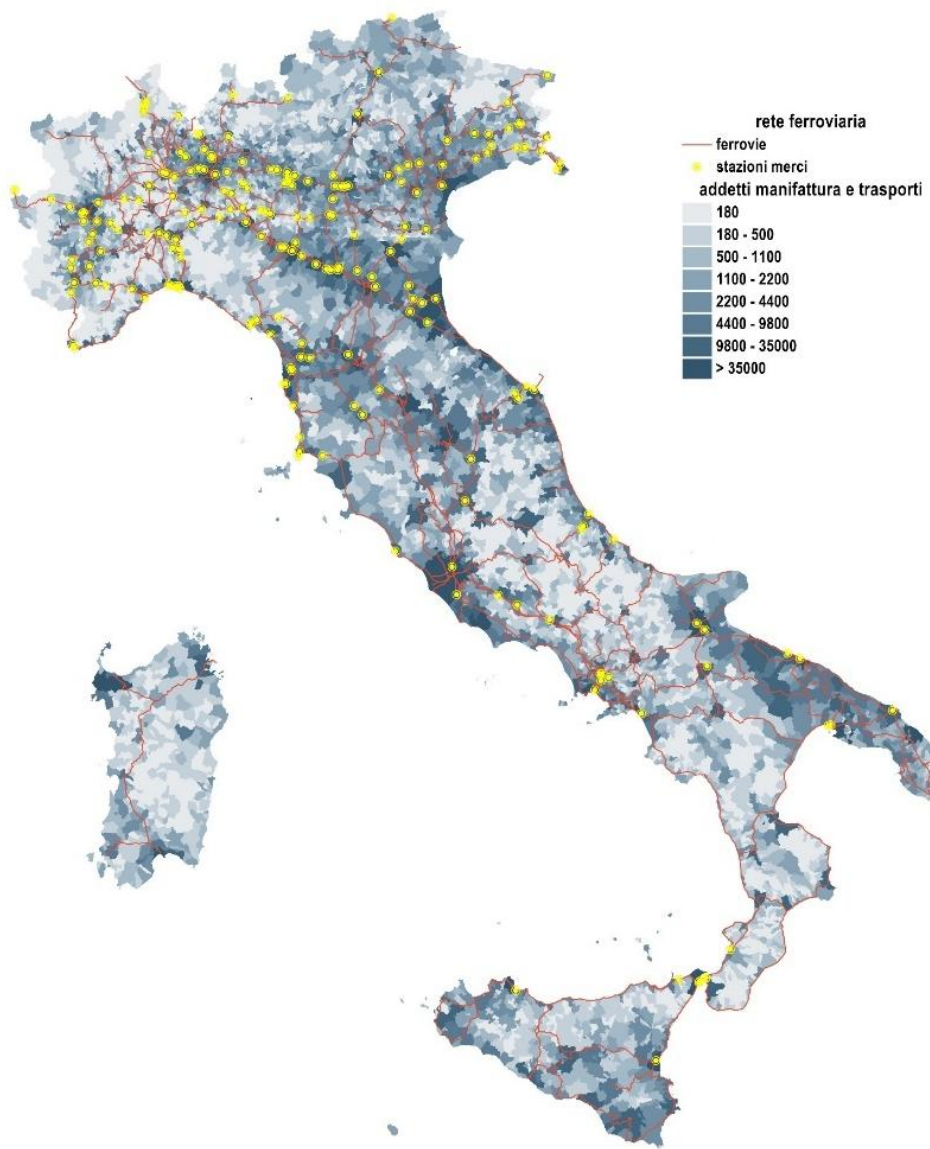 rete ferroviaria
ferrovie
stazioni merci
addetti manifattura e trasporti
180
180 - 500
500 - 1100
1100 - 2200
2200 - 4400
4400 - 9800
9800 - 35000
> 35000